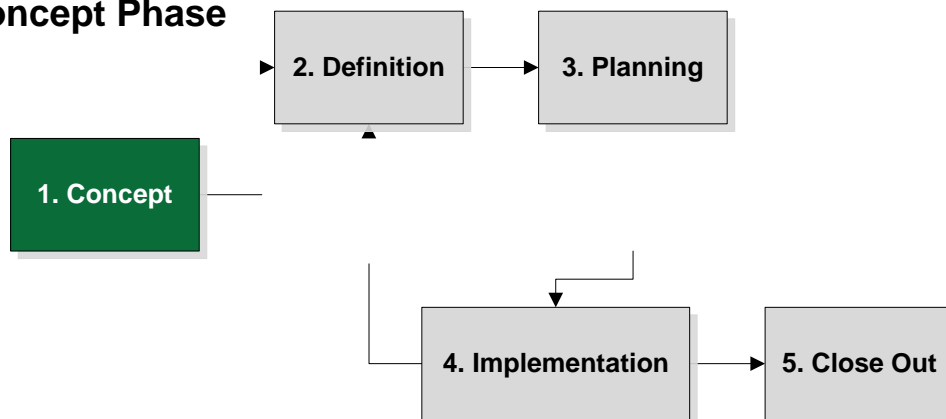 oncept Phase
2. Definition
3. Planning
1. Concept
4. Implementation
5. Close Out